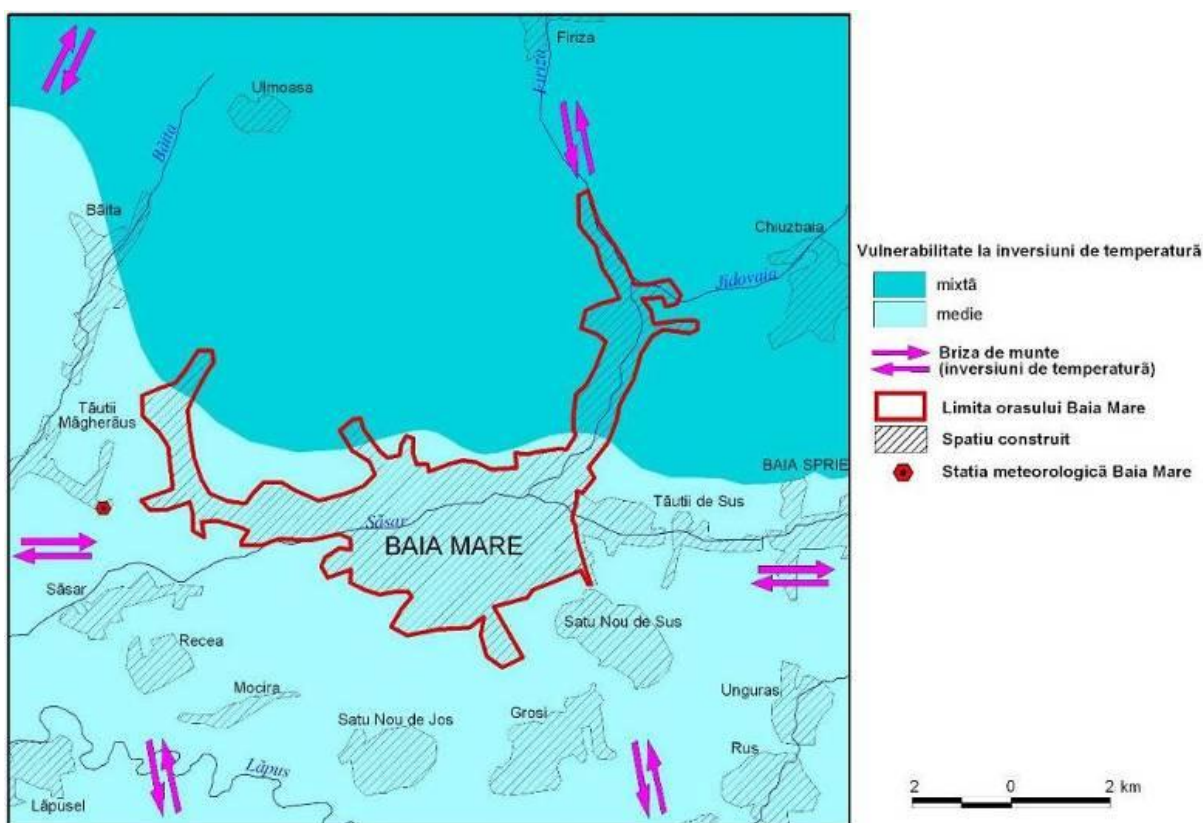 Firiza
Firiza
Ulmoasa
Băita
Băita
Chiuzbaia
Jidovaia
Tăutii
Măgherăus
BAIA SPRIE
Tăutii de Sus
Săsar
BAIA MARE
Săsar
Satu Nou de Sus
Recea
Mocira
Unguras
Satu Nou de Jos
Grosi
Rus
Lăpus
Lăpusel
Vulnerabilitate la inversiuni de temperatură
mixtă
medie
Briza de munte
(inversiuni de temperatură)
Limita orasului Baia Mare
Spatiu construit
Statia meteorologică Baia Mare
2 0 2 km